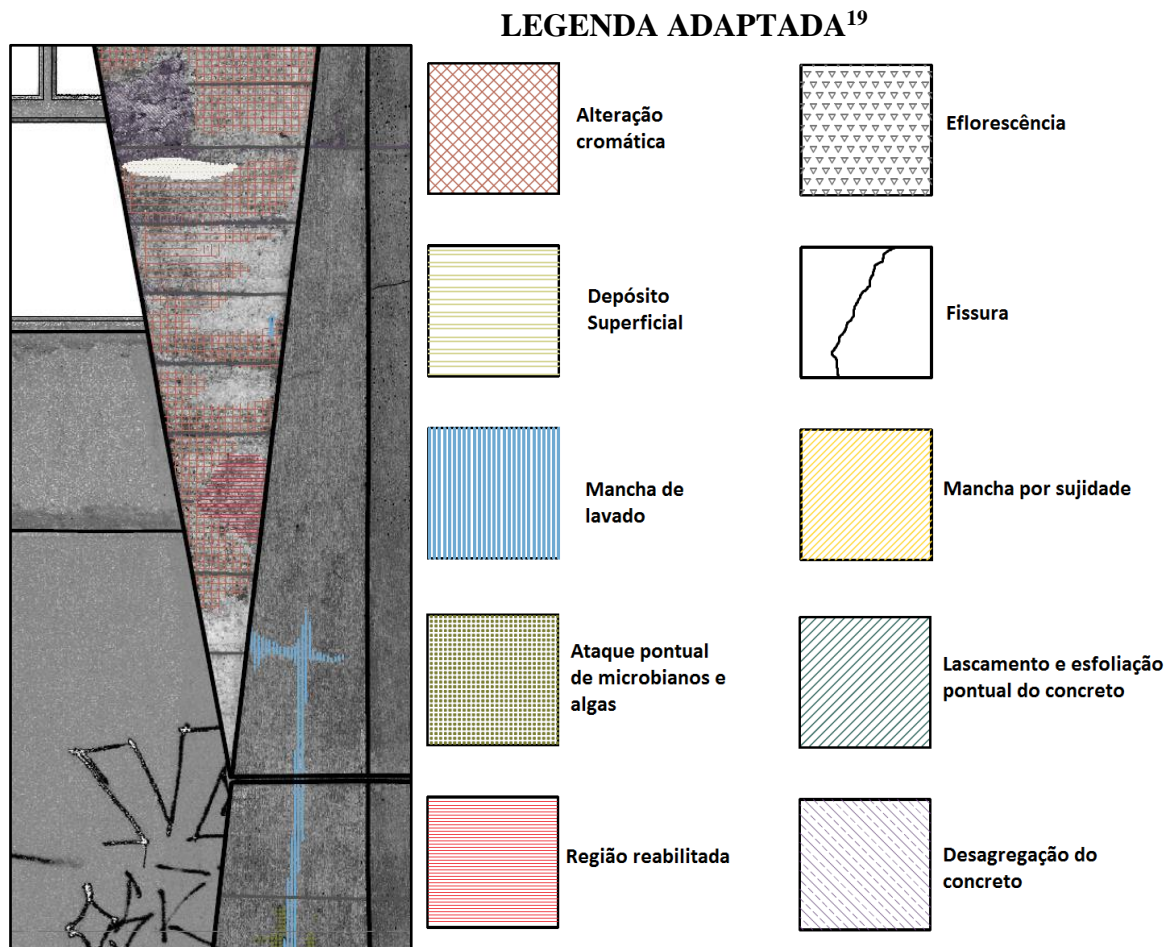 LEGENDA ADAPTADA19
Alteração
cromática
Eflorescência
Depósito
Superficial
Fissura
Mancha de
lavado
Mancha por sujidade
Ataque pontual
de microbianos e
algas
Lascamento e esfoliação
pontual do concreto
Região reabilitada
Desagregação do
concreto